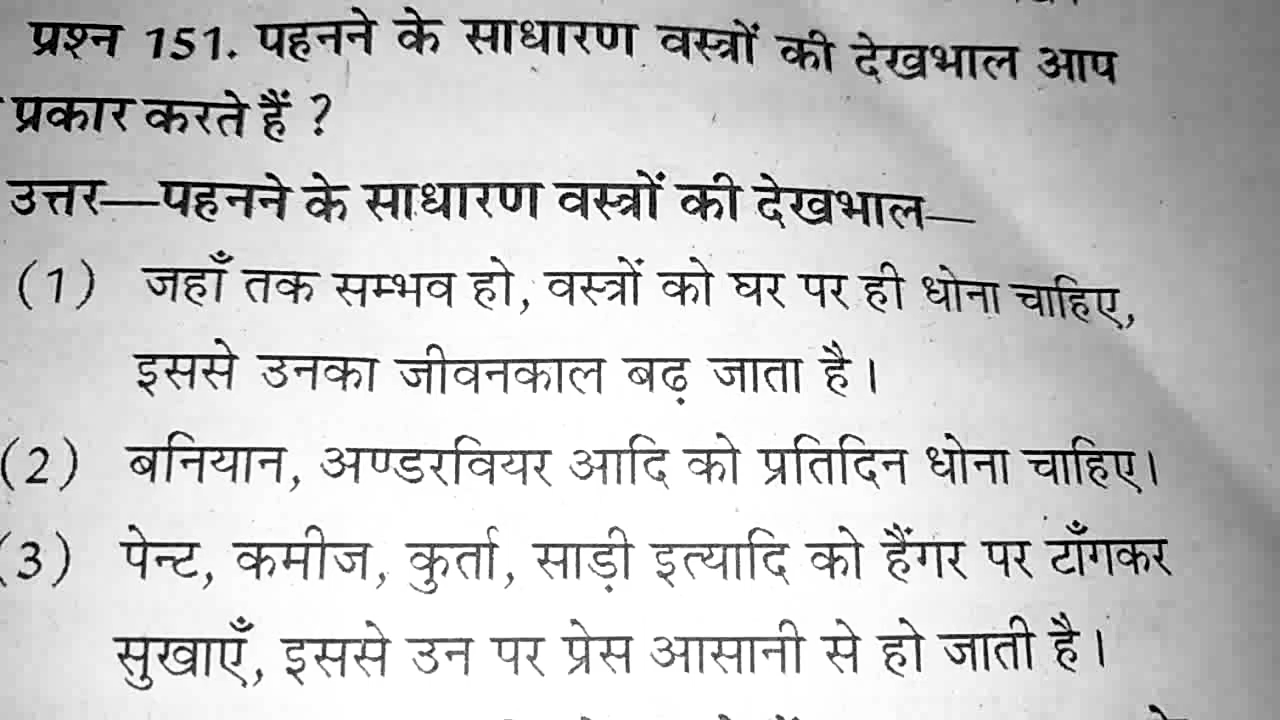 प्रश्न 151. पहनने के साधारण वस्त्रों की देखभाल आप
प्रकार करते हैं ?
उत्तर—पहनने के साधारण वस्त्रों की देखभाल—
(1) जहाँ तक सम्भव हो, वस्त्रों को घर पर ही धोना चाहिए,
इससे उनका जीवनकाल बढ़ जाता है।
(2) बनियान, अण्डरवियर आदि को प्रतिदिन धोना चाहिए।
(3) पेन्ट, कमीज, कुर्ता, साड़ी इत्यादि को हैंगर पर टाँगकर
सुखाएँ, इससे उन पर प्रेस आसानी से हो जाती है।